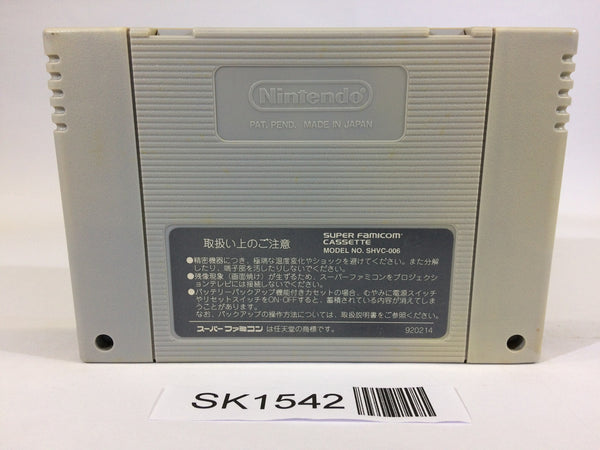 Nintendo
PAT. PEND. MADE IN JAPAN
取扱い上のご注意
SUPER FAMICOM
CASSETTE
MODEL NO. SHVC-006
●精密機器につき、極端な温度変化やショックを避けてください。また分解
したり、端子部を汚したりしないでください。
●残像現象(画面焼け)が生ずるため、スーパーファミコンをプロジェクシ
ョンテレビには接続しないでください。
●バッテリーバックアップ機能付きカセットの場合、むやみに電源スイッチ
やリセットスイッチをON・OFFすると、蓄積されている内容が消えてしま
うことがあります。
なお、バックアップの操作方法については、取扱説明書をご参照ください。
スーパーファミコンは任天堂の商標です。 920214
SK1542